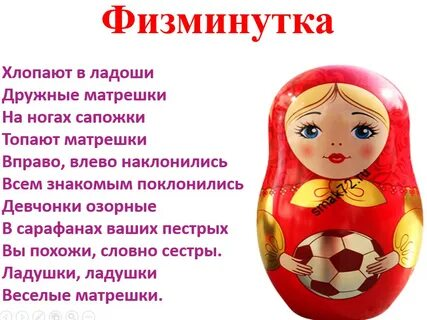 Физминутка
Хлопают в ладоши
Дружные матрешки
На ногах сапожки
Топают матрешки
Вправо, влево наклонились
Всем знакомым поклонились
Девчонки озорные
В сарафанах ваших пестрых
Вы похожи, словно сестры.
Ладушки, ладушки
Веселые матрешки.
smak72.ru